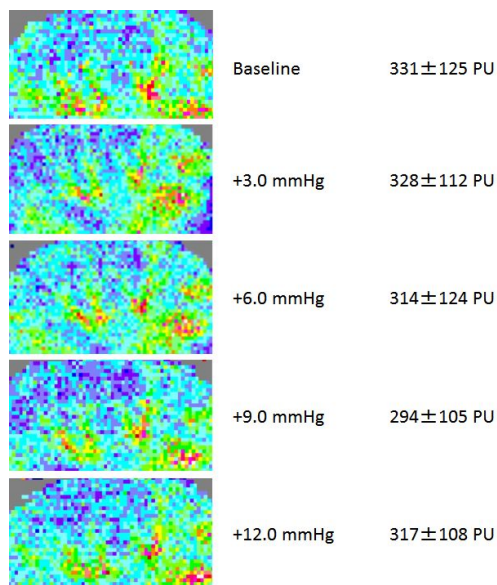 Baseline 331±125 PU
+3.0 mmHg 328±112 PU
+6.0 mmHg 314±124 PU
+9.0 mmHg 294±105 PU
+12.0 mmHg 317±108 PU